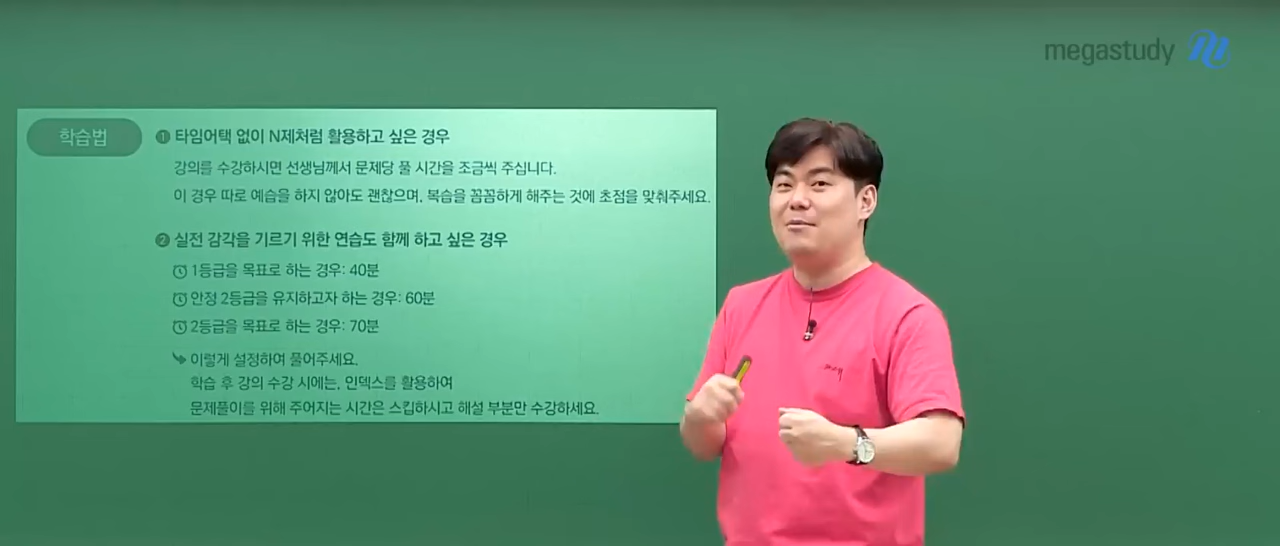 megastudy
학습법
❶ 타임어택 없이 N제처럼 활용하고 싶은 경우
강의를 수강하시면 선생님께서 문제당 풀 시간을 조금씩 주십니다.
이 경우 따로 예습을 하지 않아도 괜찮으며, 복습을 꼼꼼하게 해주는 것에 초점을 맞춰주세요.
❷ 실전 감각을 기르기 위한 연습도 함께 하고 싶은 경우
1등급을 목표로 하는 경우: 40분
안정 2등급을 유지하고자 하는 경우: 60분
2등급을 목표로 하는 경우: 70분
이렇게 설정하여 풀어주세요.
학습 후 강의 수강 시에는, 인덱스를 활용하여
문제풀이를 위해 주어지는 시간은 스킵하시고 해설 부분만 수강하세요.